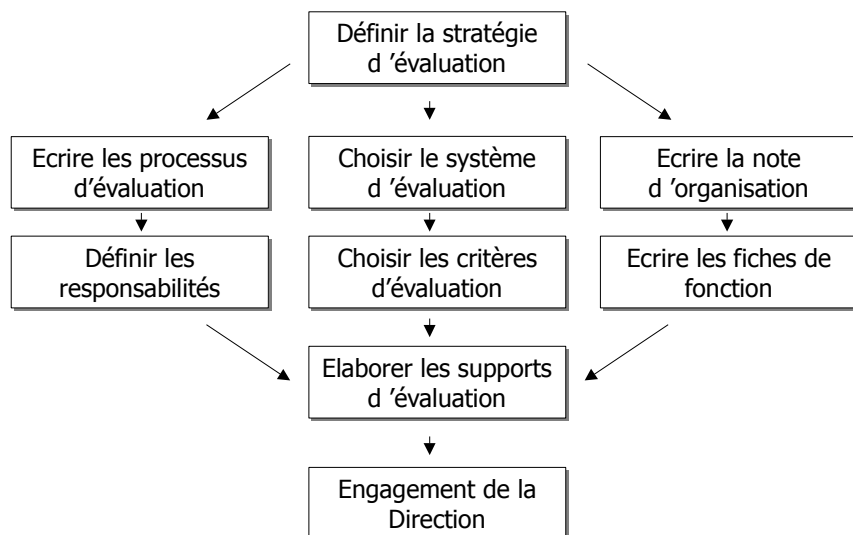 Définir la stratégie
d ’évaluation
Ecrire les processus
d’évaluation
Choisir le système
d ’évaluation
Ecrire la note
d ’organisation
Définir les
responsabilités
Choisir les critères
d’évaluation
Ecrire les fiches de
fonction
Elaborer les supports
d ’évaluation
Engagement de la
Direction